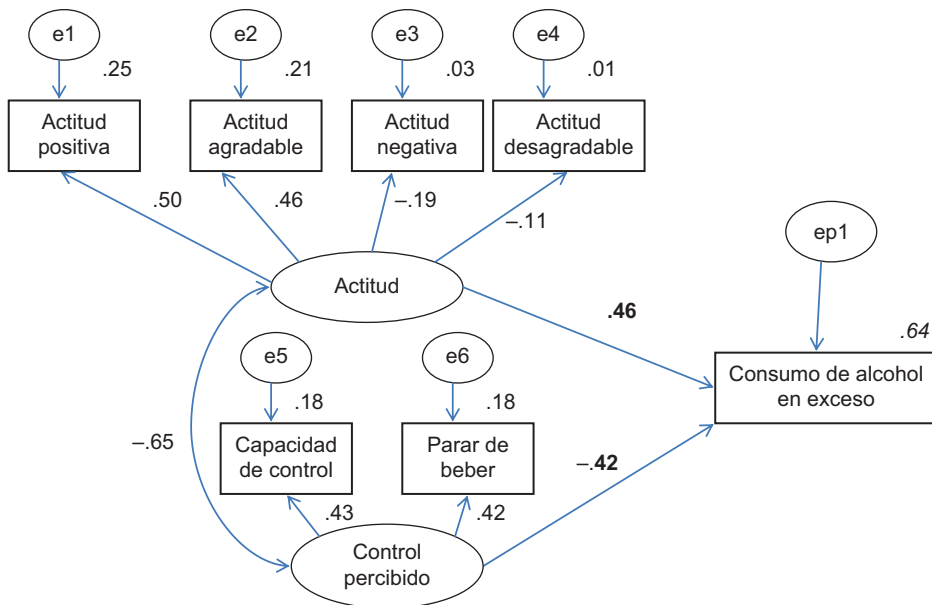 e1
e2
e3
e4
.25
.21
.03
.01
Actitud
positiva
Actitud
agradable
Actitud
negativa
Actitud
desagradable
.50
.46
–.19
–.11
ep1
Actitud
.46
.64
e5
e6
Consumo de alcohol
en exceso
.18
.18
–.65
Capacidad
de control
Parar de
beber
–.42
.43
.42
Control
percibido